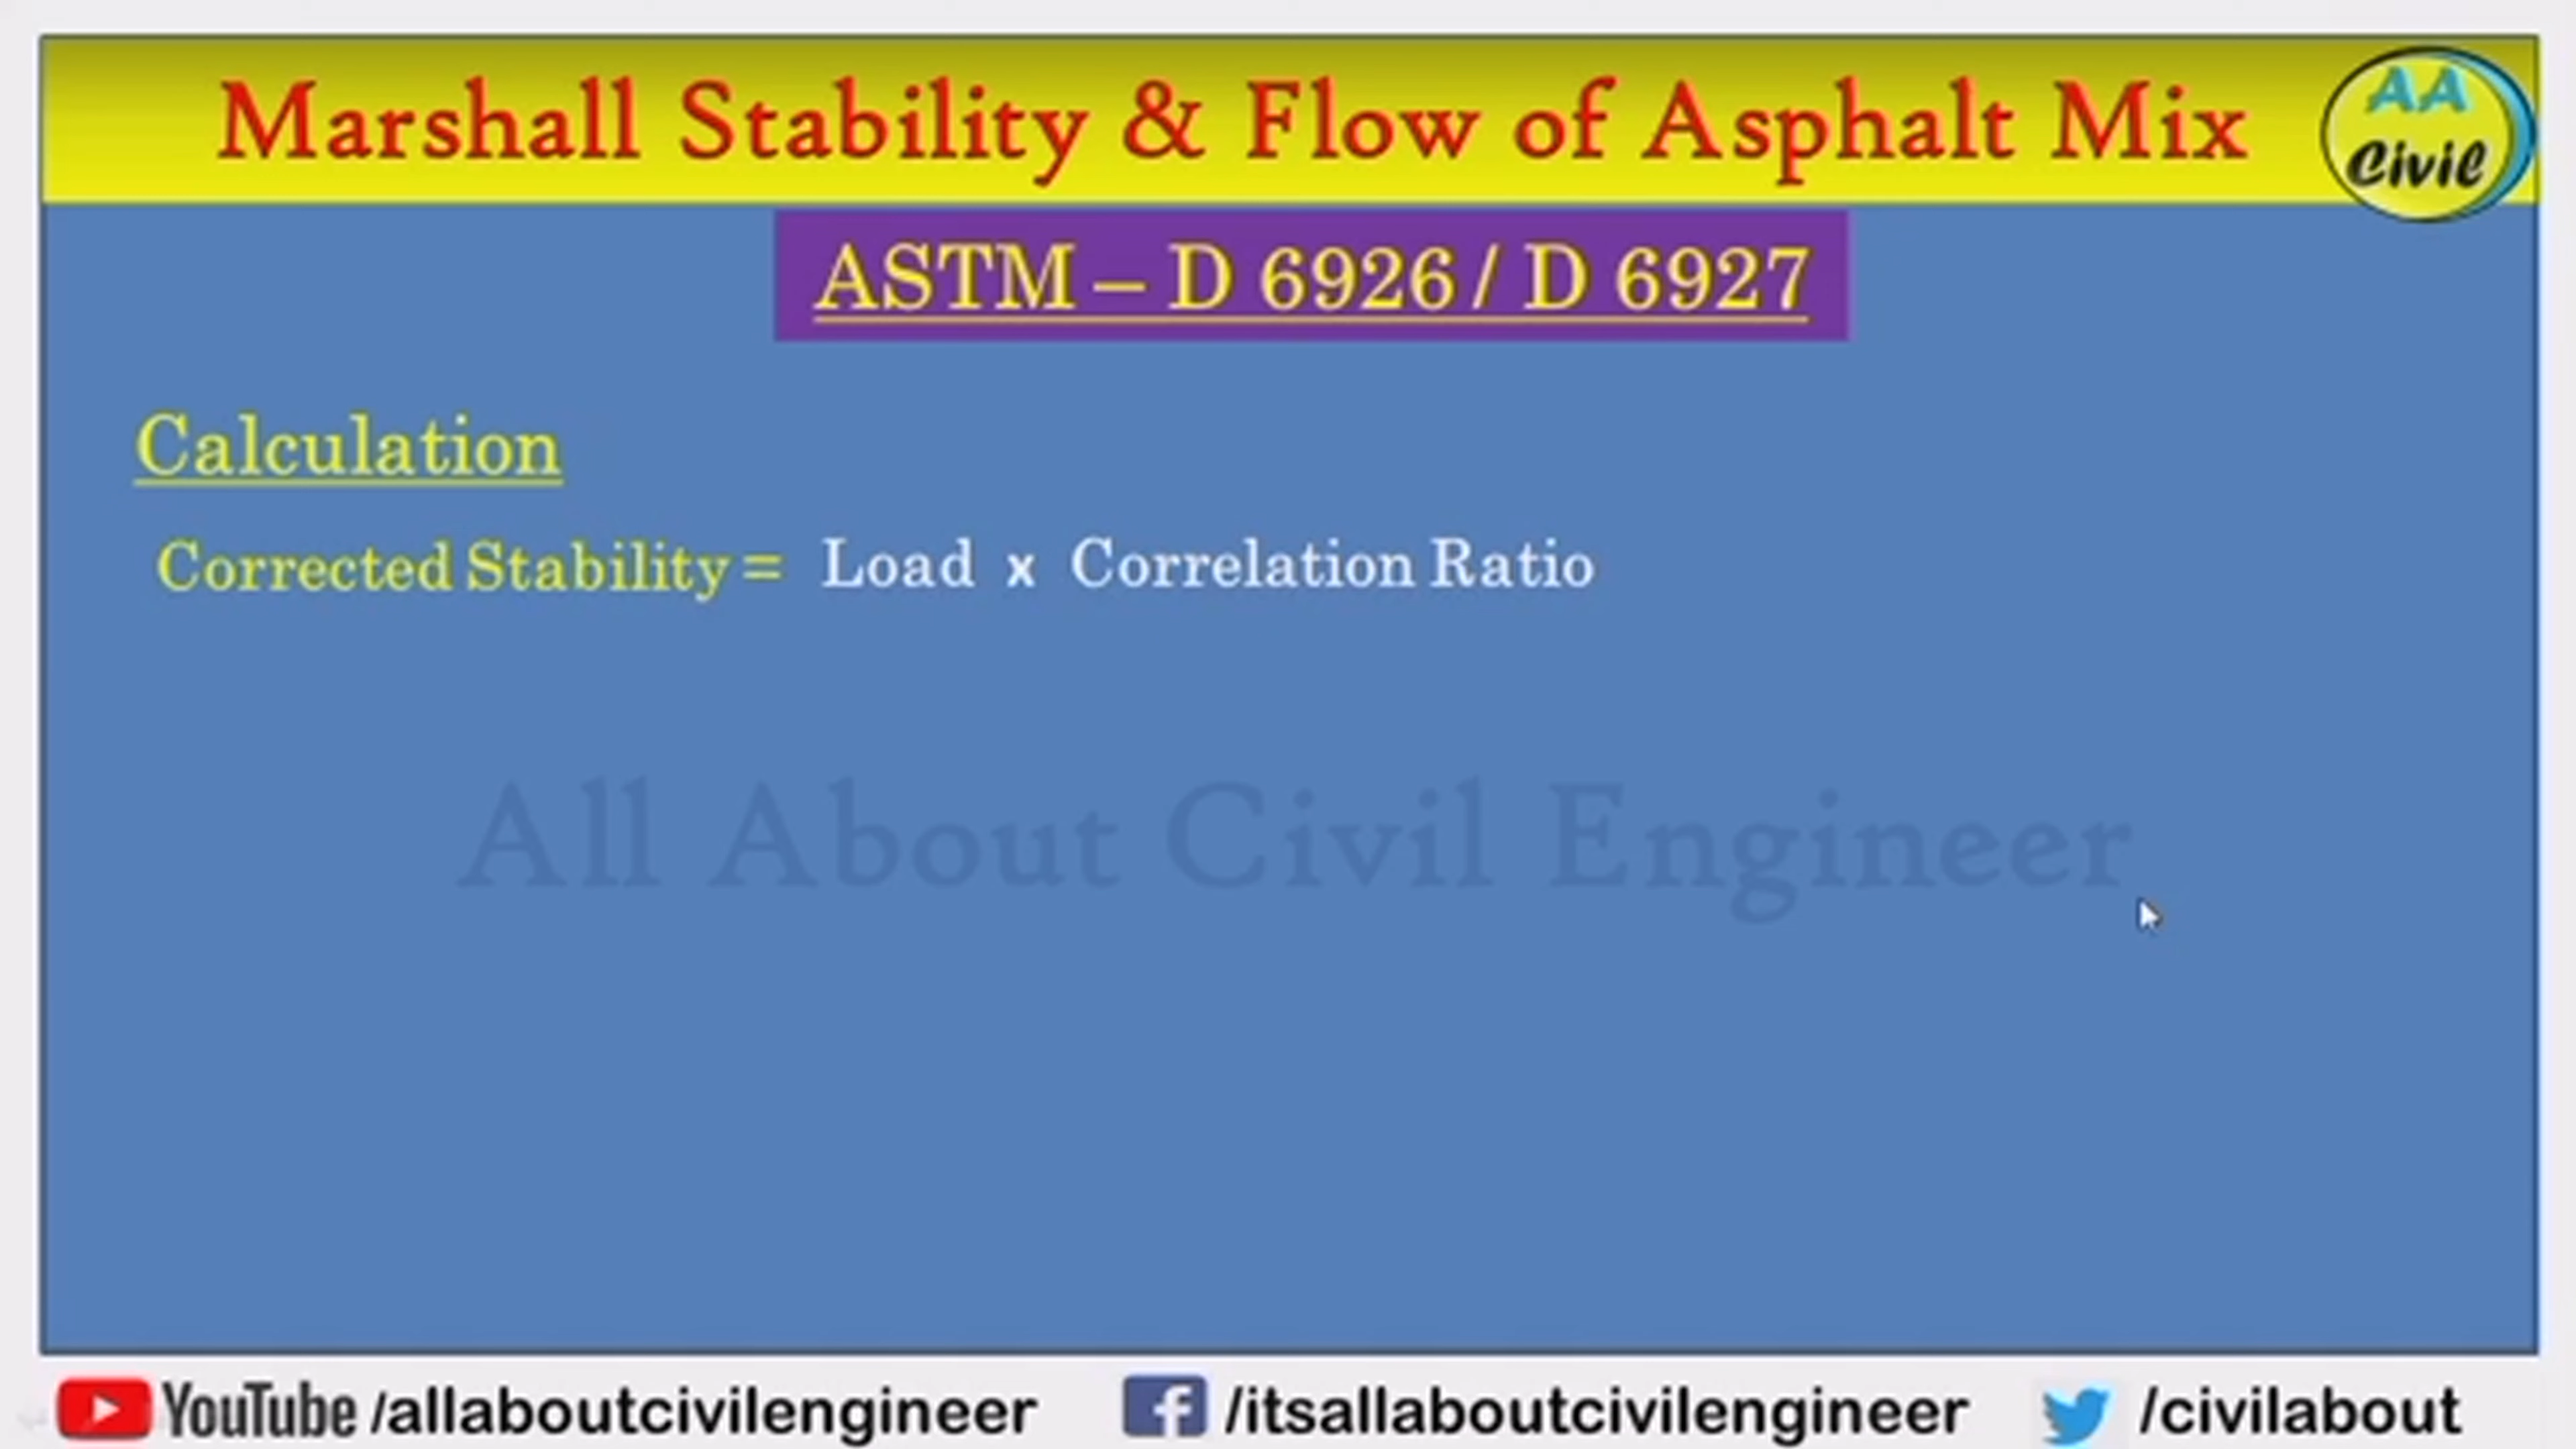 Marshall Stability & Flow of Asphalt Mix
AA
Civil
ASTM – D 6926 / D 6927
Calculation
Corrected Stability = Load x Correlation Ratio
All About Civil Engineer
YouTube /allaboutcivilengineer f /itsallaboutcivilengineer /civilabout